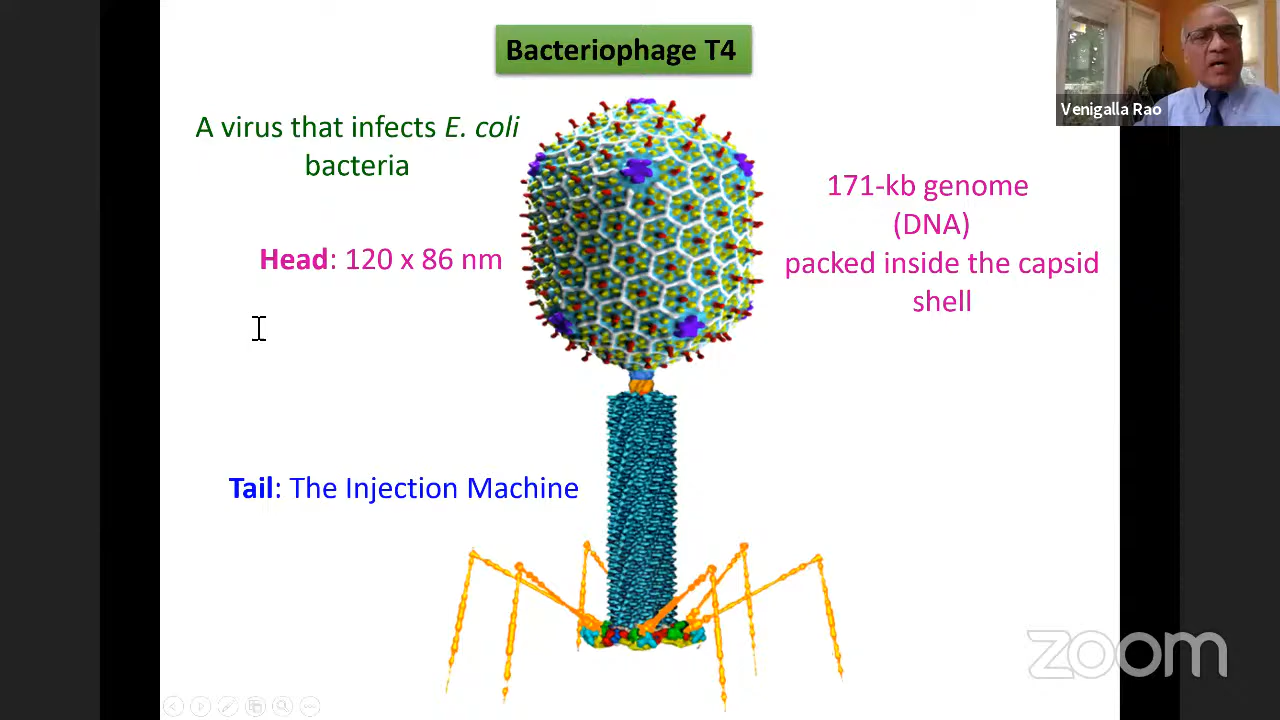 Bacteriophage T4
Venigalla Rao
A virus that infects E. coli
bacteria
171-kb genome
(DNA)
packed inside the capsid
shell
Head: 120 x 86 nm
Tail: The Injection Machine
zoom